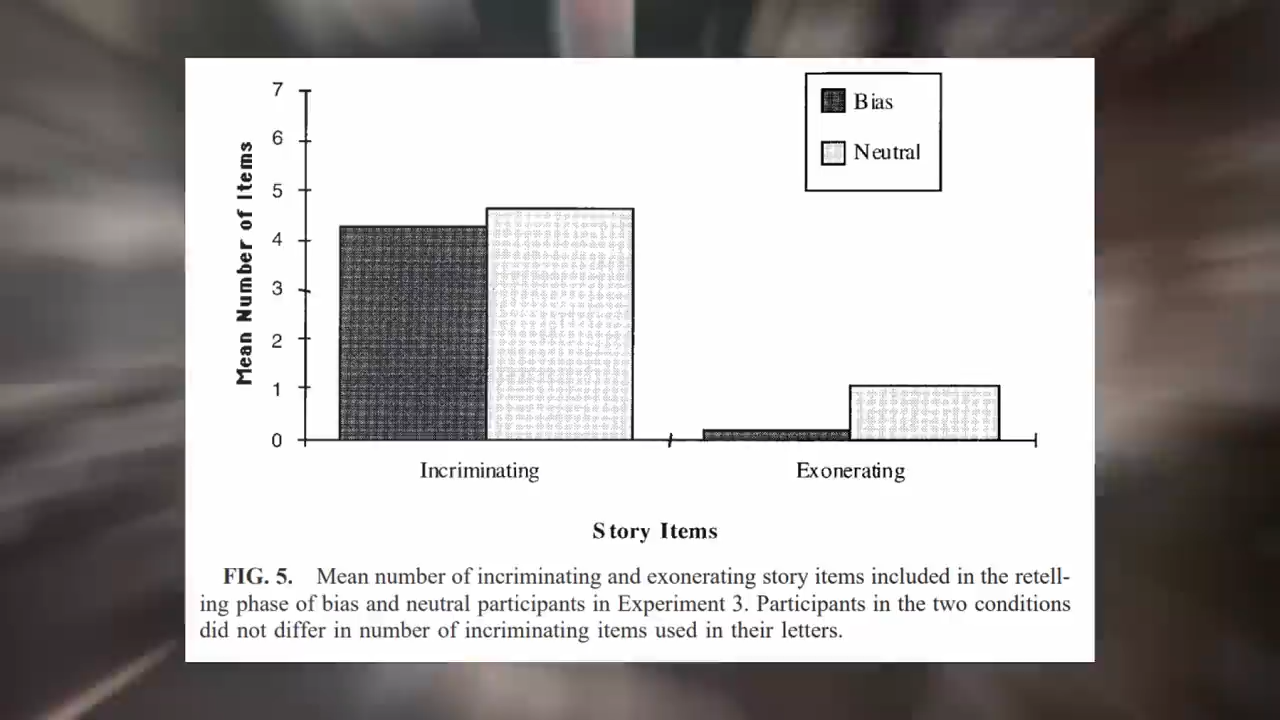 7
6
5
4
3
2
1
0
Mean Number of Items
Bias
Neutral
Incriminating
Exonerating
Story Items
FIG. 5. Mean number of incriminating and exonerating story items included in the retell-
ing phase of bias and neutral participants in Experiment 3. Participants in the two conditions
did not differ in number of incriminating items used in their letters.